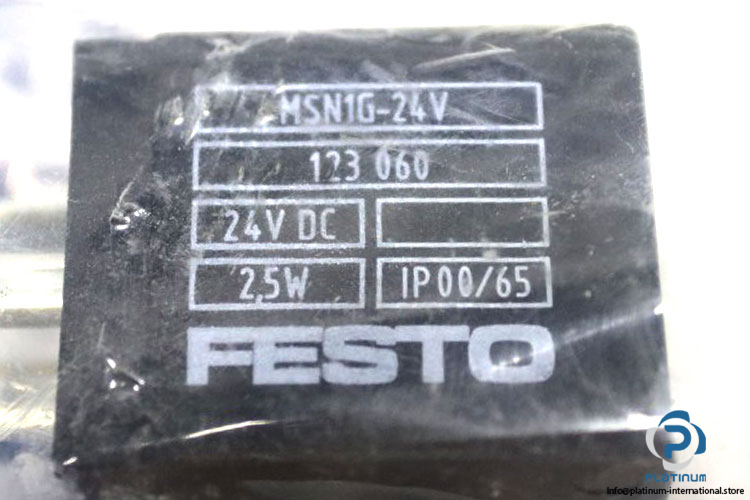 MSN1G-24V
123 060
24V DC
2,5W
IP00/65
FESTO
PLATINUM
Info@platinum-international.store